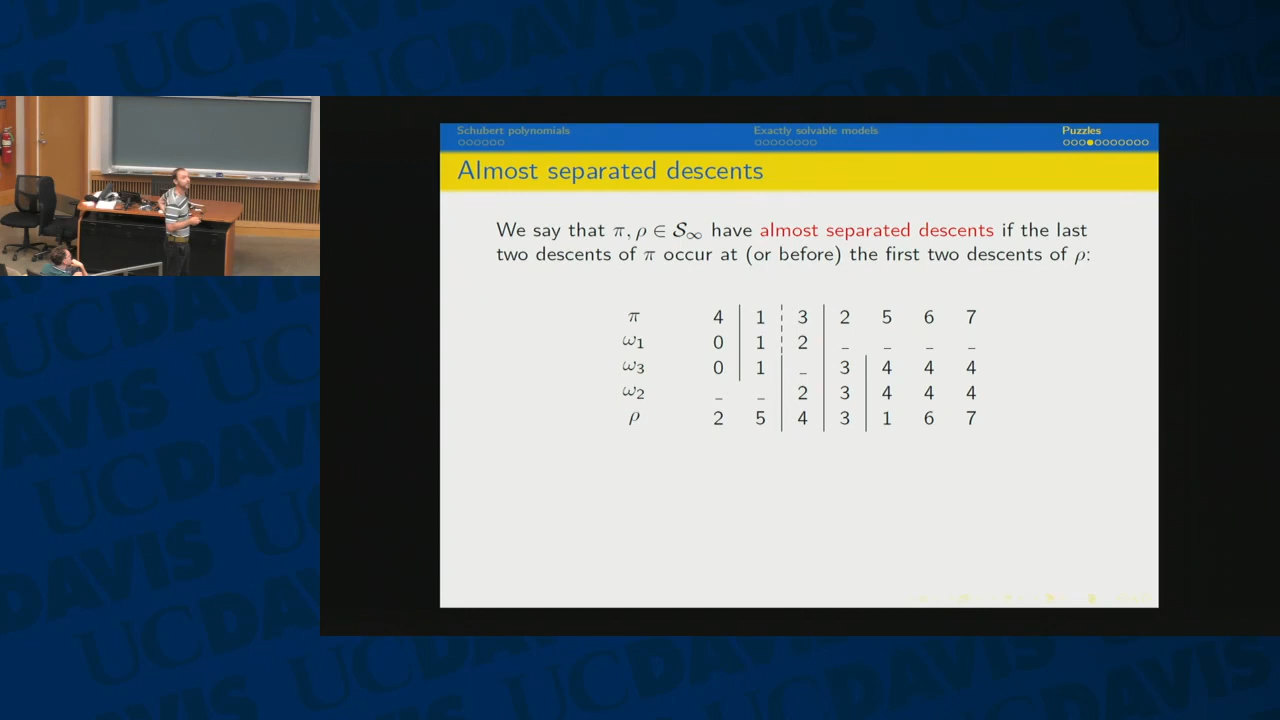 Schubert polynomials Exactly solvable models Puzzles
Almost separated descents
We say that π, ρ ∈ 𝒮∞ have almost separated descents if the last
two descents of π occur at (or before) the first two descents of ρ:
π 4 1 3 2 5 6 7
ω₁ 0 1 2 _ _ _ _
ω₃ 0 1 _ 3 4 4 4
ω₂ _ _ 2 3 4 4 4
ρ 2 5 4 3 1 6 7
UCDAVIS